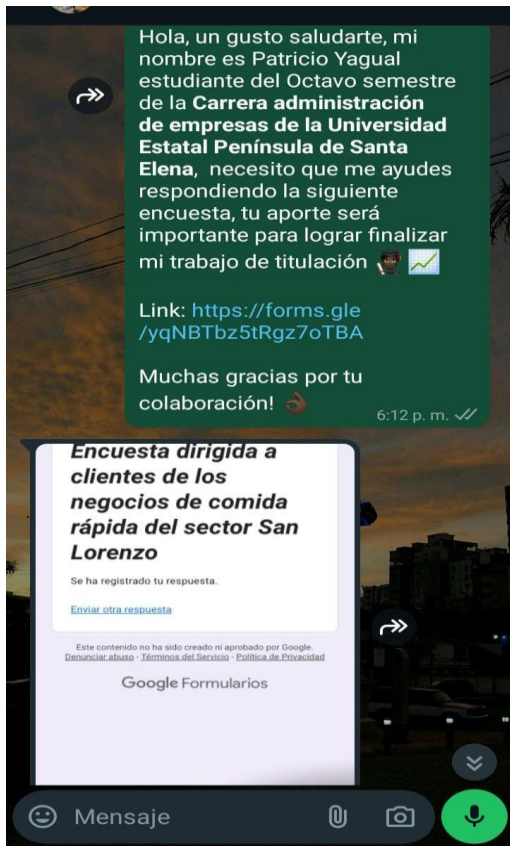 Hola, un gusto saludarte, mi
nombre es Patricio Yagual
estudiante del Octavo semestre
de la Carrera administración
de empresas de la Universidad
Estatal Península de Santa
Elena, necesito que me ayudes
respondiendo la siguiente
encuesta, tu aporte será
importante para lograr finalizar
mi trabajo de titulación
Link: https://forms.gle
/yqNBTbz5tRgz7oTBA
Muchas gracias por tu
colaboración!
6:12 p. m.
Encuesta dirigida a
clientes de los
negocios de comida
rápida del sector San
Lorenzo
Se ha registrado tu respuesta.
Enviar otra respuesta
Este contenido no ha sido creado ni aprobado por Google.
Denunciar abuso - Términos del Servicio - Política de Privacidad
Google Formularios
Mensaje